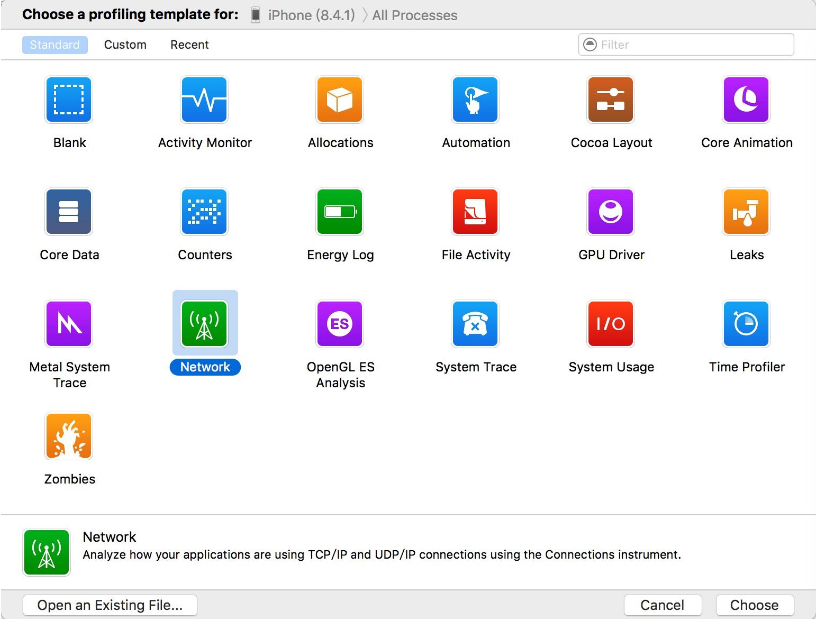 Choose a profiling template for: iPhone (8.4.1) 〉All Processes
Standard Custom Recent Filter
Blank Activity Monitor Allocations Automation Cocoa Layout Core Animation
Core Data Counters Energy Log File Activity GPU Driver Leaks
ES I/O
Metal System Trace Network OpenGL ES Analysis System Trace System Usage Time Profiler
Zombies
Network
Analyze how your applications are using TCP/IP and UDP/IP connections using the Connections instrument.
Open an Existing File... Cancel Choose